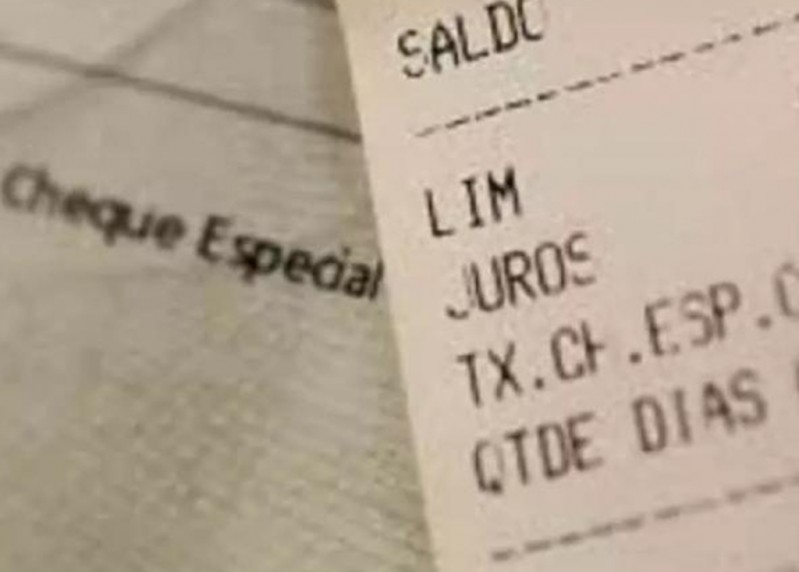 Cheque Especial
SALDO
LIM
JUROS
TX.CH.ESP.C
QTDE DIAS